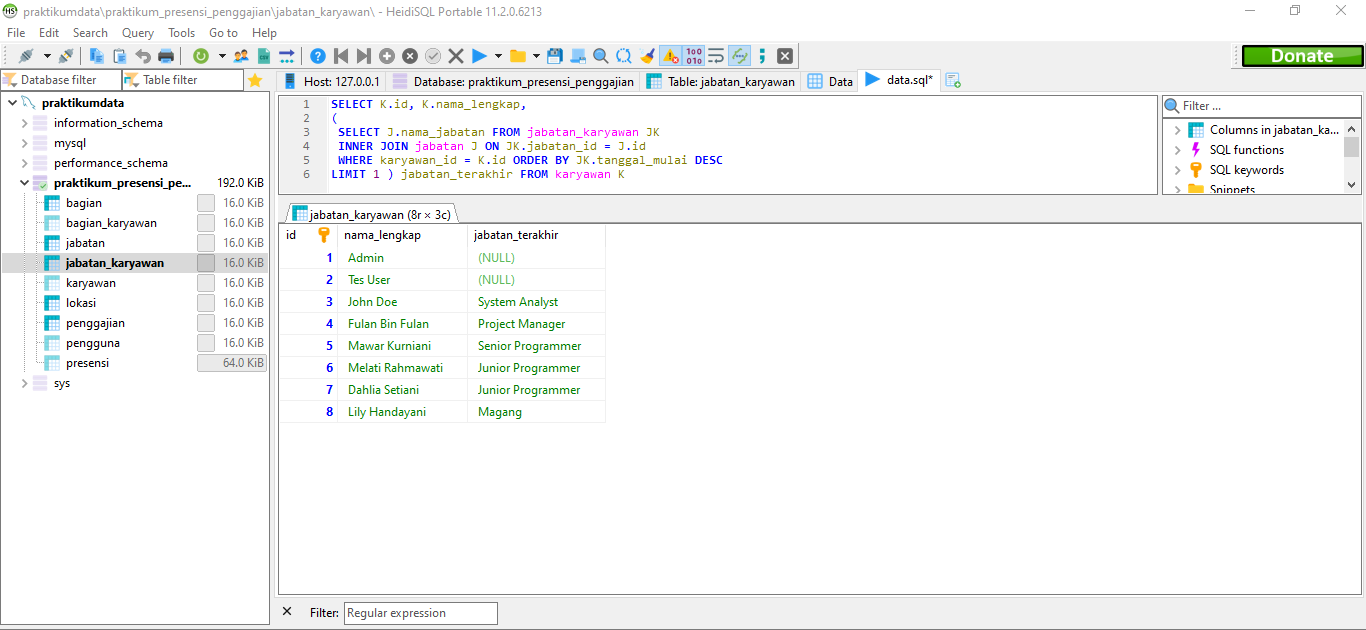 praktikumdata\praktikum_presensi_penggajian\jabatan_karyawan\ - HeidiSQL Portable 11.2.0.6213
File Edit Search Query Tools Go to Help
Donate
Database filter
Table filter
Host: 127.0.0.1
Database: praktikum_presensi_penggajian
Table: jabatan_karyawan
Data
data.sql*
praktikumdata
information_schema
mysql
performance_schema
praktikum_presensi_pe... 192.0 KiB
bagian 16.0 KiB
bagian_karyawan 16.0 KiB
jabatan 16.0 KiB
jabatan_karyawan 16.0 KiB
karyawan 16.0 KiB
lokasi 16.0 KiB
penggajian 16.0 KiB
pengguna 16.0 KiB
presensi 64.0 KiB
sys
1 SELECT K.id, K.nama_lengkap,
2 (
3 SELECT J.nama_jabatan FROM jabatan_karyawan JK
4 INNER JOIN jabatan J ON JK.jabatan_id = J.id
5 WHERE karyawan_id = K.id ORDER BY JK.tanggal_mulai DESC
6 LIMIT 1 ) jabatan_terakhir FROM karyawan K
Filter ...
Columns in jabatan_ka...
SQL functions
SQL keywords
Snippets
jabatan_karyawan (8r × 3c)
id nama_lengkap jabatan_terakhir
1 Admin (NULL)
2 Tes User (NULL)
3 John Doe System Analyst
4 Fulan Bin Fulan Project Manager
5 Mawar Kurniani Senior Programmer
6 Melati Rahmawati Junior Programmer
7 Dahlia Setiani Junior Programmer
8 Lily Handayani Magang
Filter: Regular expression